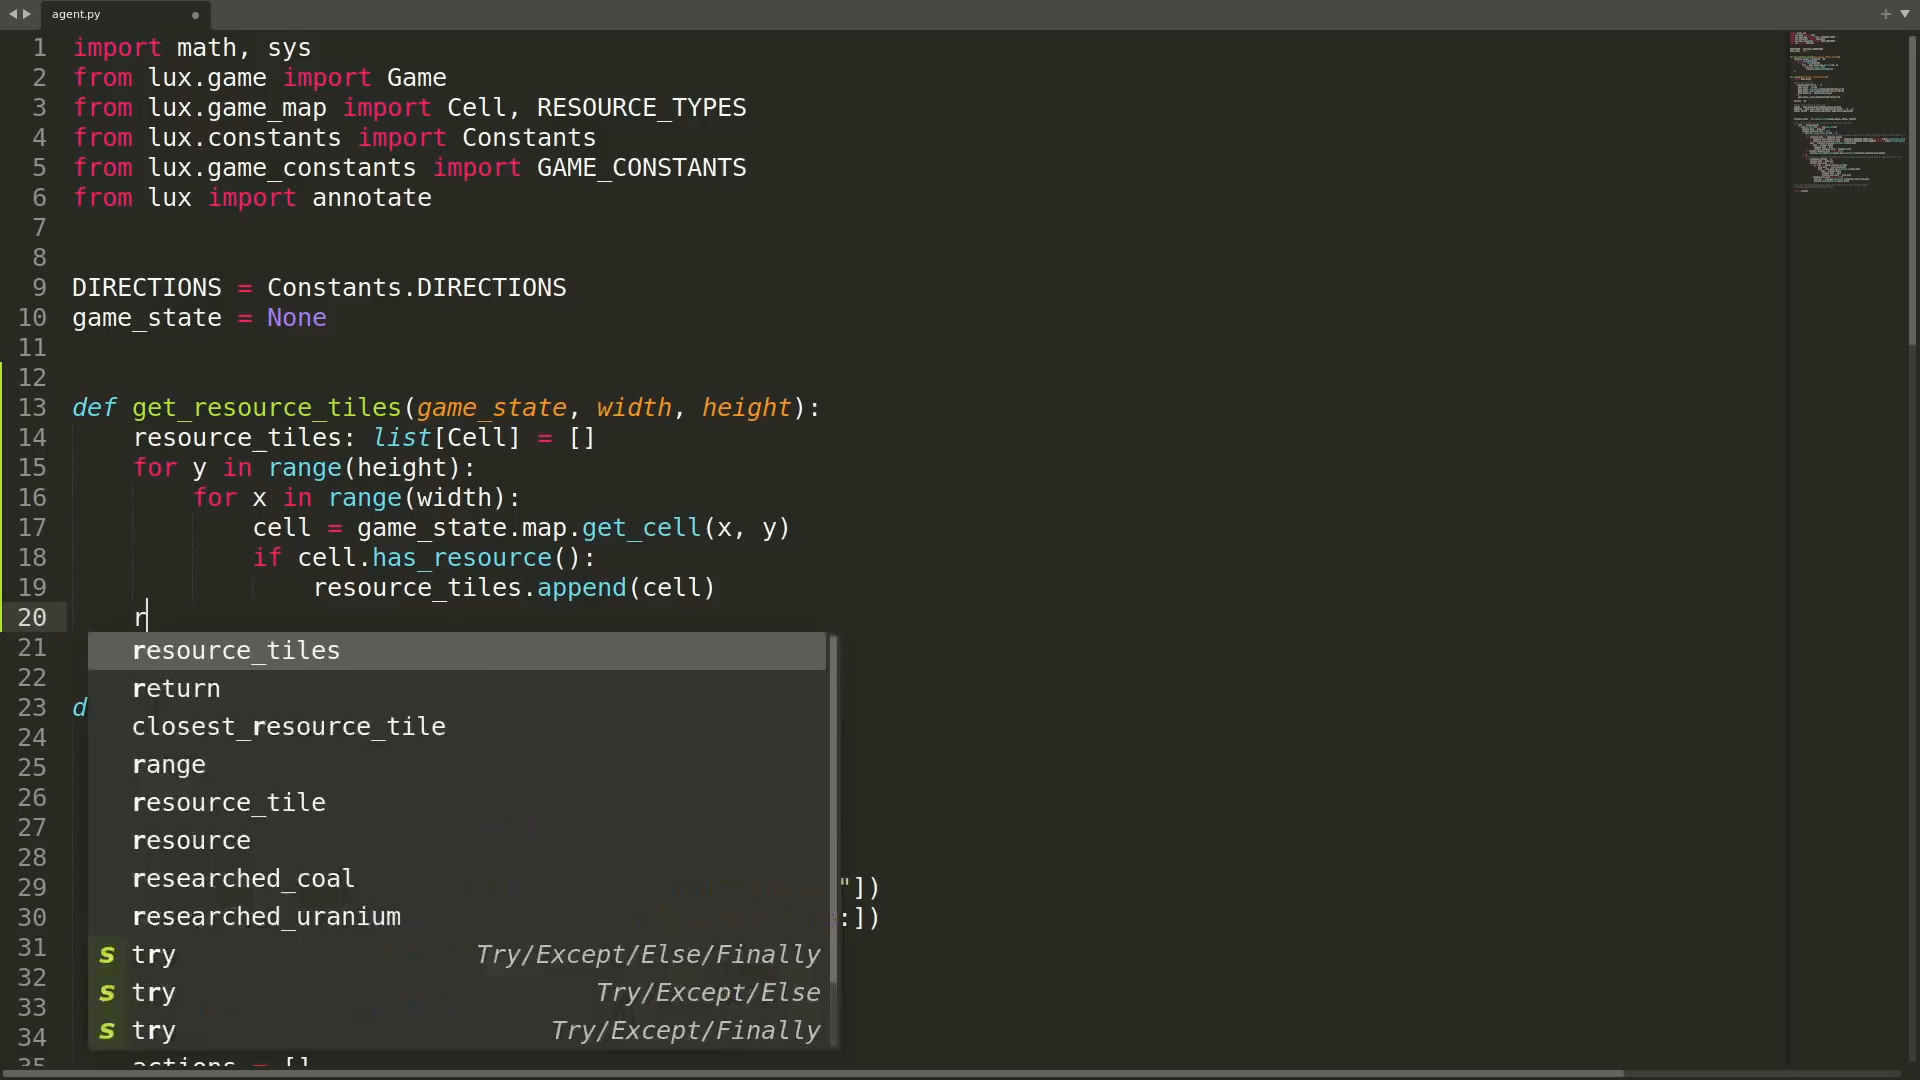 agent.py
1 import math, sys
2 from lux.game import Game
3 from lux.game_map import Cell, RESOURCE_TYPES
4 from lux.constants import Constants
5 from lux.game_constants import GAME_CONSTANTS
6 from lux import annotate
7
8
9 DIRECTIONS = Constants.DIRECTIONS
10 game_state = None
11
12
13 def get_resource_tiles(game_state, width, height):
14 resource_tiles: list[Cell] = []
15 for y in range(height):
16 for x in range(width):
17 cell = game_state.map.get_cell(x, y)
18 if cell.has_resource():
19 resource_tiles.append(cell)
20 r
21 resource_tiles
22 return
23 d closest_resource_tile
24 range
25 resource_tile
26
27 resource
28 researched_coal
29 "])
30 researched_uranium :])
31 s try Try/Except/Else/Finally
32 s try Try/Except/Else
33
34 s try Try/Except/Finally
35 actions = []